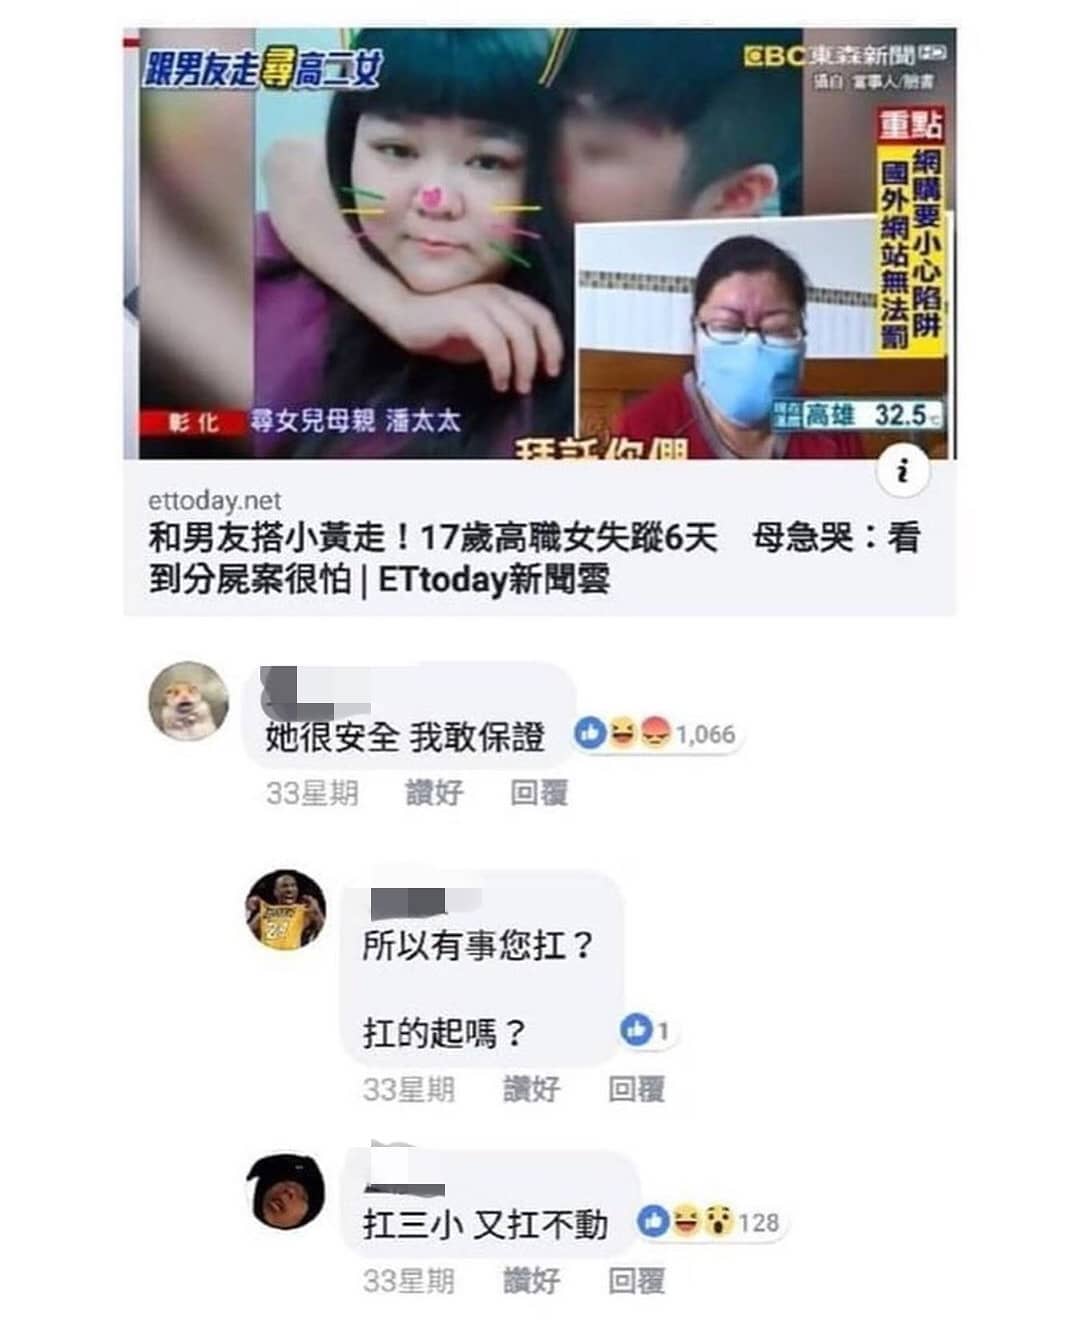 跟男友走尋高二女
EBC東森新聞HD
攝自 當事人/臉書
重點
網購要小心陷阱
國外網站無法罰
彰化 尋女兒母親 潘太太
拜託你們
高雄 32.5℃
i
ettoday.net
和男友搭小黃走！17歲高職女失蹤6天 母急哭：看
到分屍案很怕 | ETtoday新聞雲
她很安全 我敢保證
1,066
33星期 讚好 回覆
24
所以有事您扛？
扛的起嗎？
1
33星期 讚好 回覆
扛三小 又扛不動
128
33星期 讚好 回覆